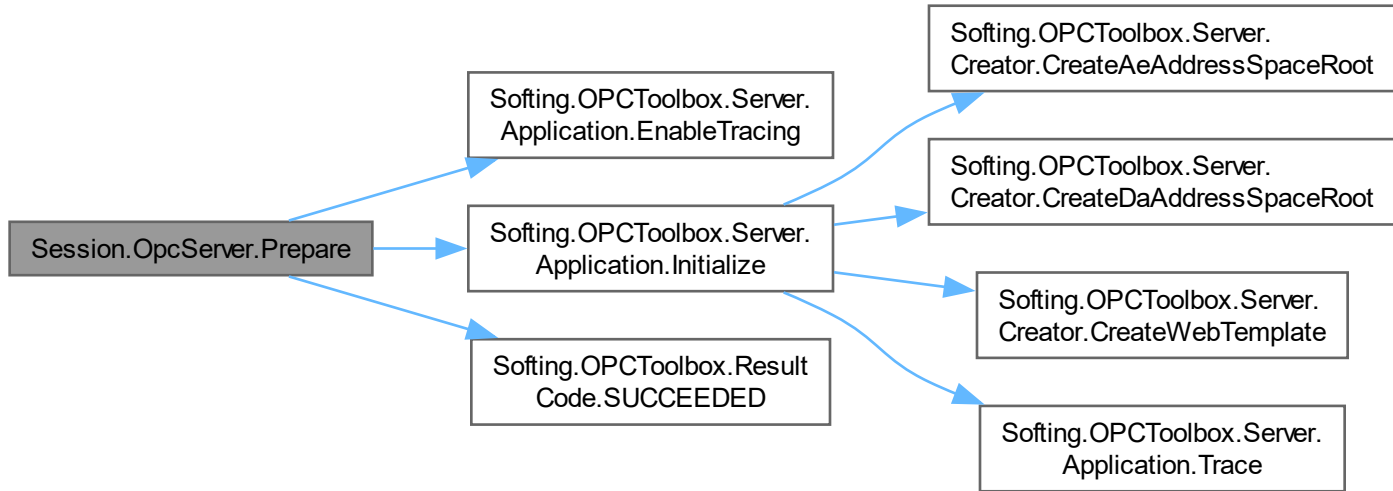 Session.OpcServer.Prepare
Softing.OPCToolbox.Server.
Application.EnableTracing
Softing.OPCToolbox.Server.
Application.Initialize
Softing.OPCToolbox.Result
Code.SUCCEEDED
Softing.OPCToolbox.Server.
Creator.CreateAeAddressSpaceRoot
Softing.OPCToolbox.Server.
Creator.CreateDaAddressSpaceRoot
Softing.OPCToolbox.Server.
Creator.CreateWebTemplate
Softing.OPCToolbox.Server.
Application.Trace